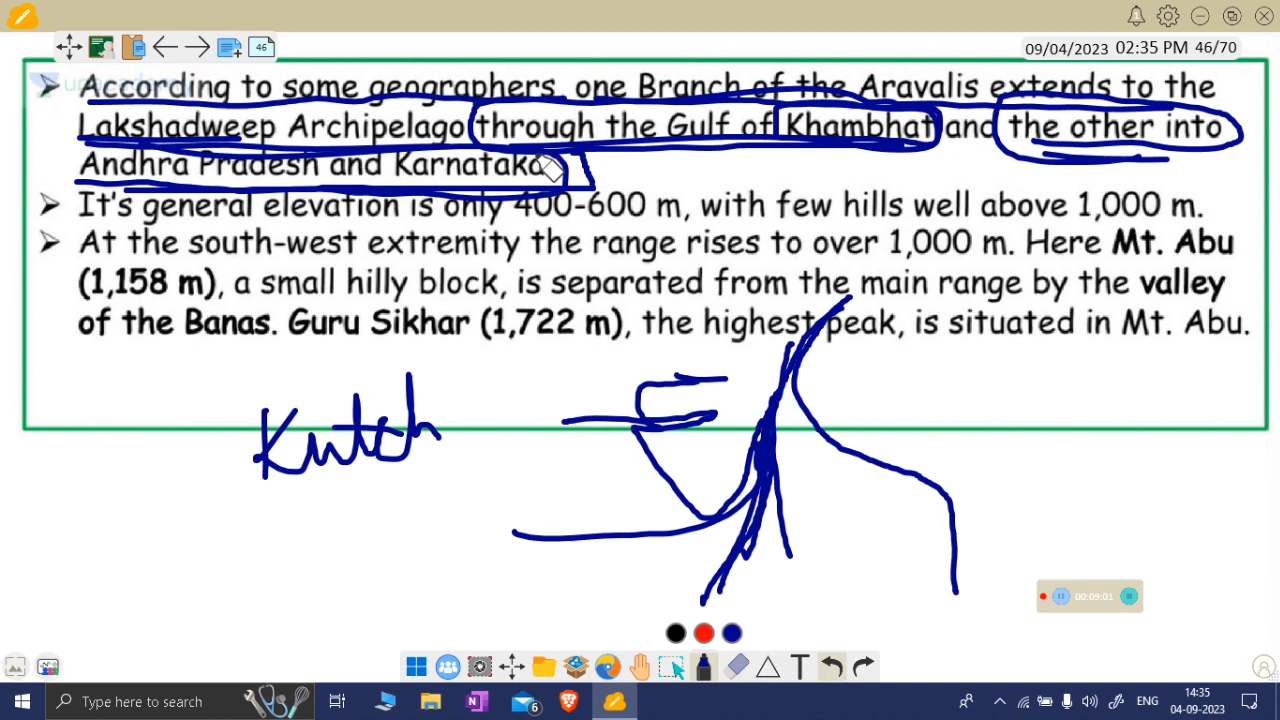 09/04/2023 02:35 PM 46/70
46
➤ According to some geographers, one Branch of the Aravalis extends to the
Lakshadweep Archipelago through the Gulf of Khambhat and the other into
Andhra Pradesh and Karnataka
➤ It's general elevation is only 400-600 m, with few hills well above 1,000 m.
➤ At the south-west extremity the range rises to over 1,000 m. Here Mt. Abu
(1,158 m), a small hilly block, is separated from the main range by the valley
of the Banas. Guru Sikhar (1,722 m), the highest peak, is situated in Mt. Abu.
Kutch
00:09:01
T
Type here to search
6
ENG
14:35
04-09-2023